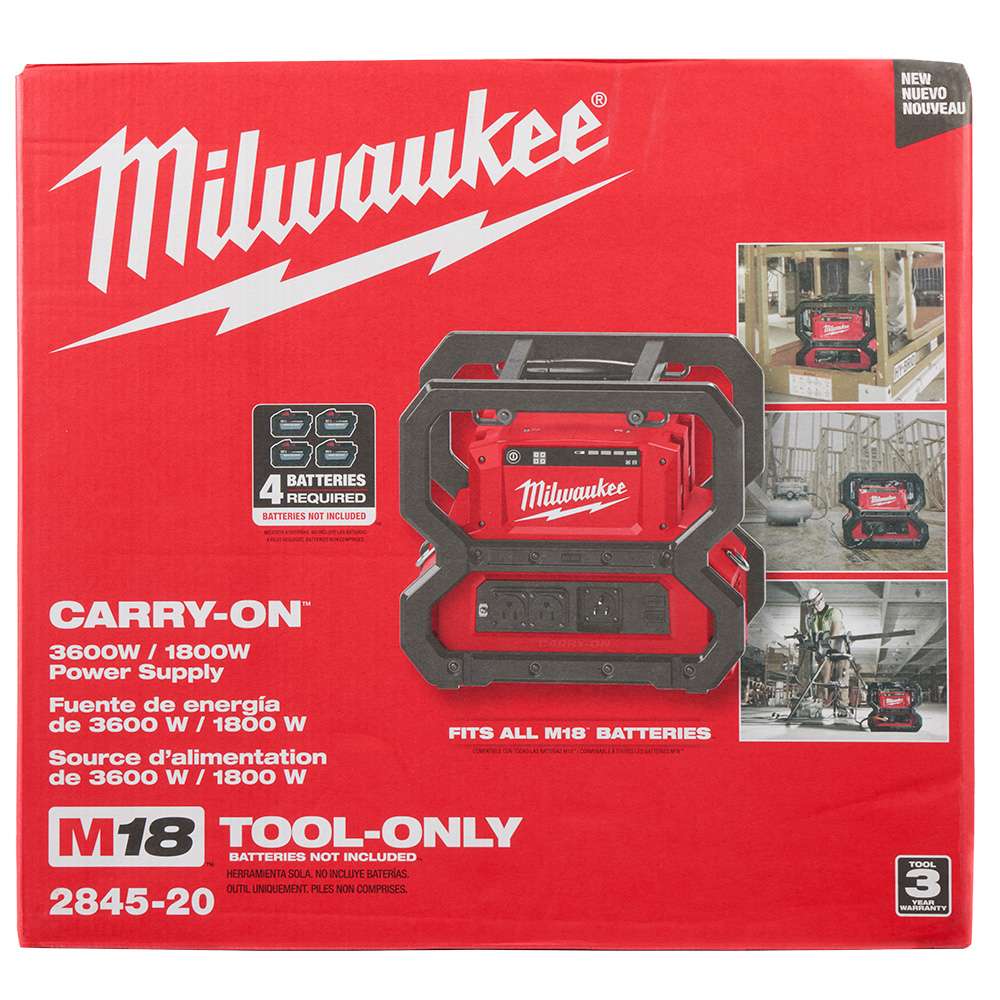 Milwaukee®
NEW
NUEVO
NOUVEAU
4 BATTERIES
REQUIRED
BATTERIES NOT INCLUDED
Milwaukee
CARRY-ON
CARRY-ON™
3600W / 1800W
Power Supply
Fuente de energía
de 3600 W / 1800 W
Source d'alimentation
de 3600 W / 1800 W
FITS ALL M18™ BATTERIES
M18™ TOOL-ONLY
BATTERIES NOT INCLUDED
HERRAMIENTA SOLA. NO INCLUYE BATERÍAS.
OUTIL UNIQUEMENT. PILES NON COMPRISES.
2845-20
TOOL
3
YEAR
WARRANTY